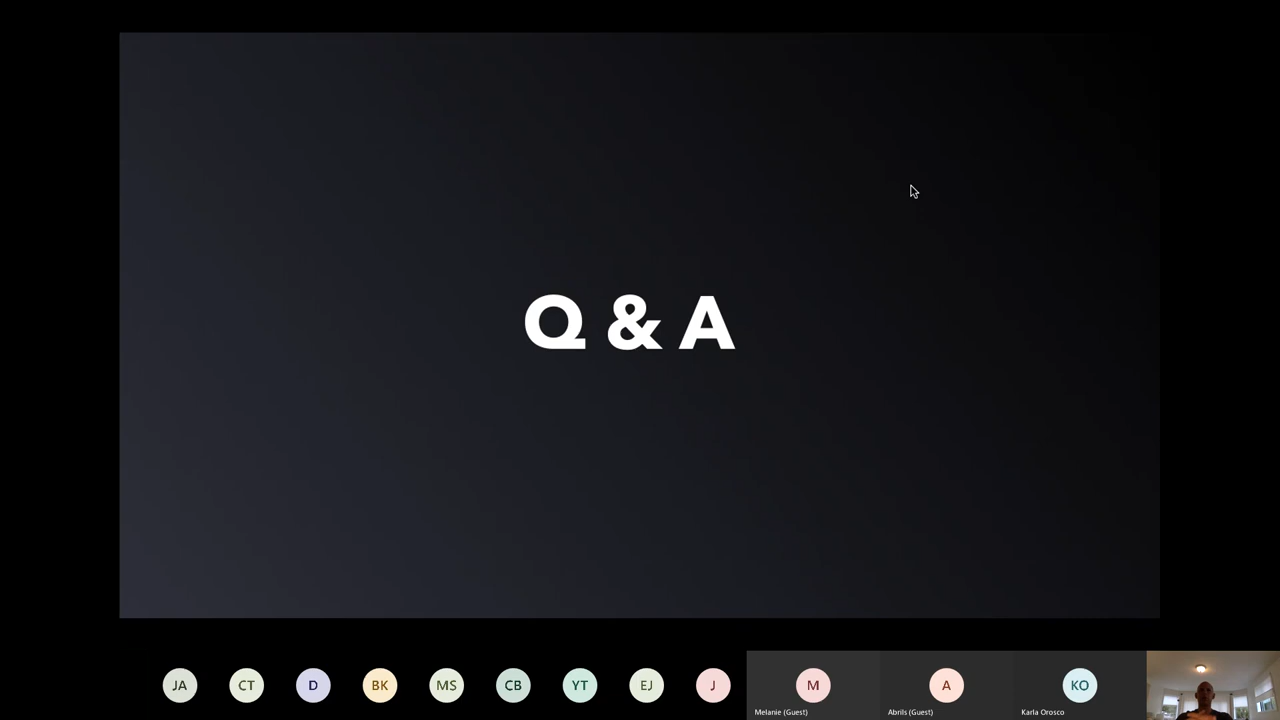 Q & A
JA
CT
D
BK
MS
CB
YT
EJ
J
M
A
KO
Melanie (Guest)
Abrils (Guest)
Karla Orosco